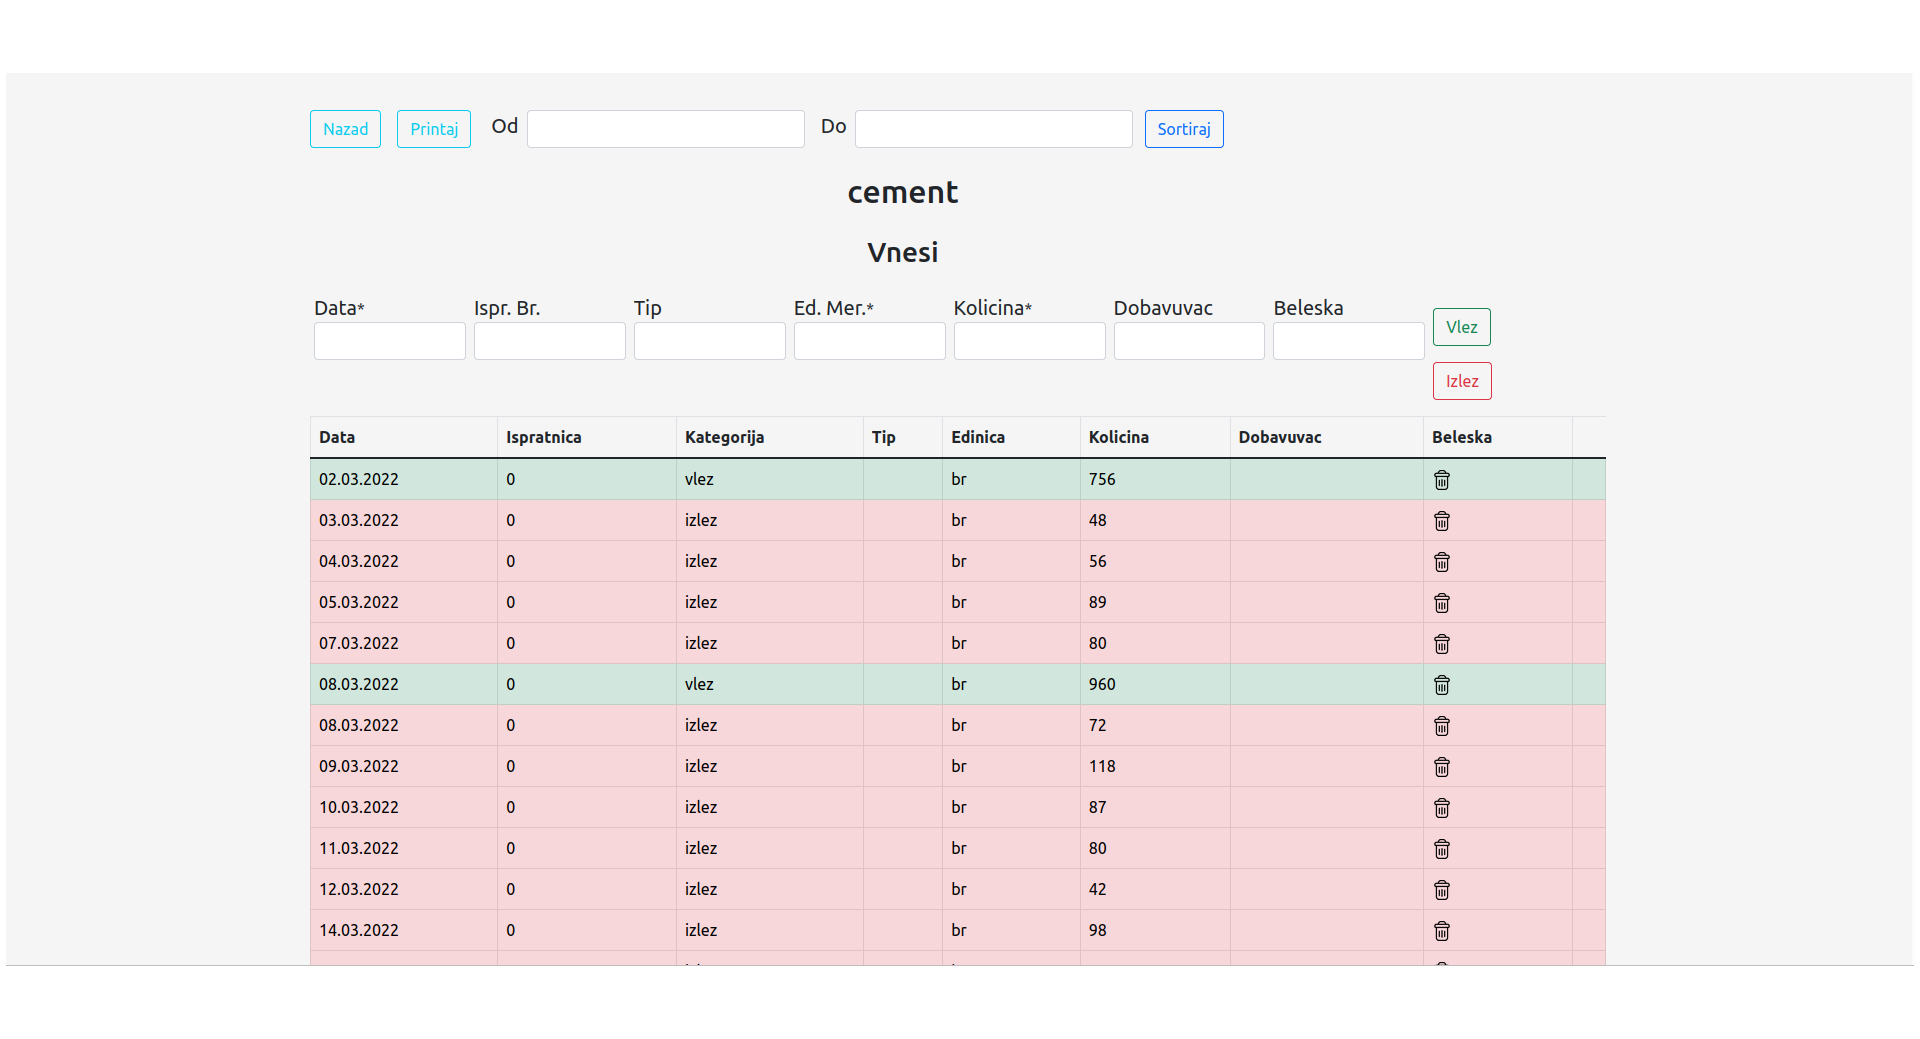 Nazad Printaj Od Do Sortiraj
cement
Vnesi
Data* Ispr. Br. Tip Ed. Mer.* Kolicina* Dobavuvac Beleska
Vlez
Izlez
Data Ispratnica Kategorija Tip Edinica Kolicina Dobavuvac Beleska
02.03.2022 0 vlez br 756
03.03.2022 0 izlez br 48
04.03.2022 0 izlez br 56
05.03.2022 0 izlez br 89
07.03.2022 0 izlez br 80
08.03.2022 0 vlez br 960
08.03.2022 0 izlez br 72
09.03.2022 0 izlez br 118
10.03.2022 0 izlez br 87
11.03.2022 0 izlez br 80
12.03.2022 0 izlez br 42
14.03.2022 0 izlez br 98